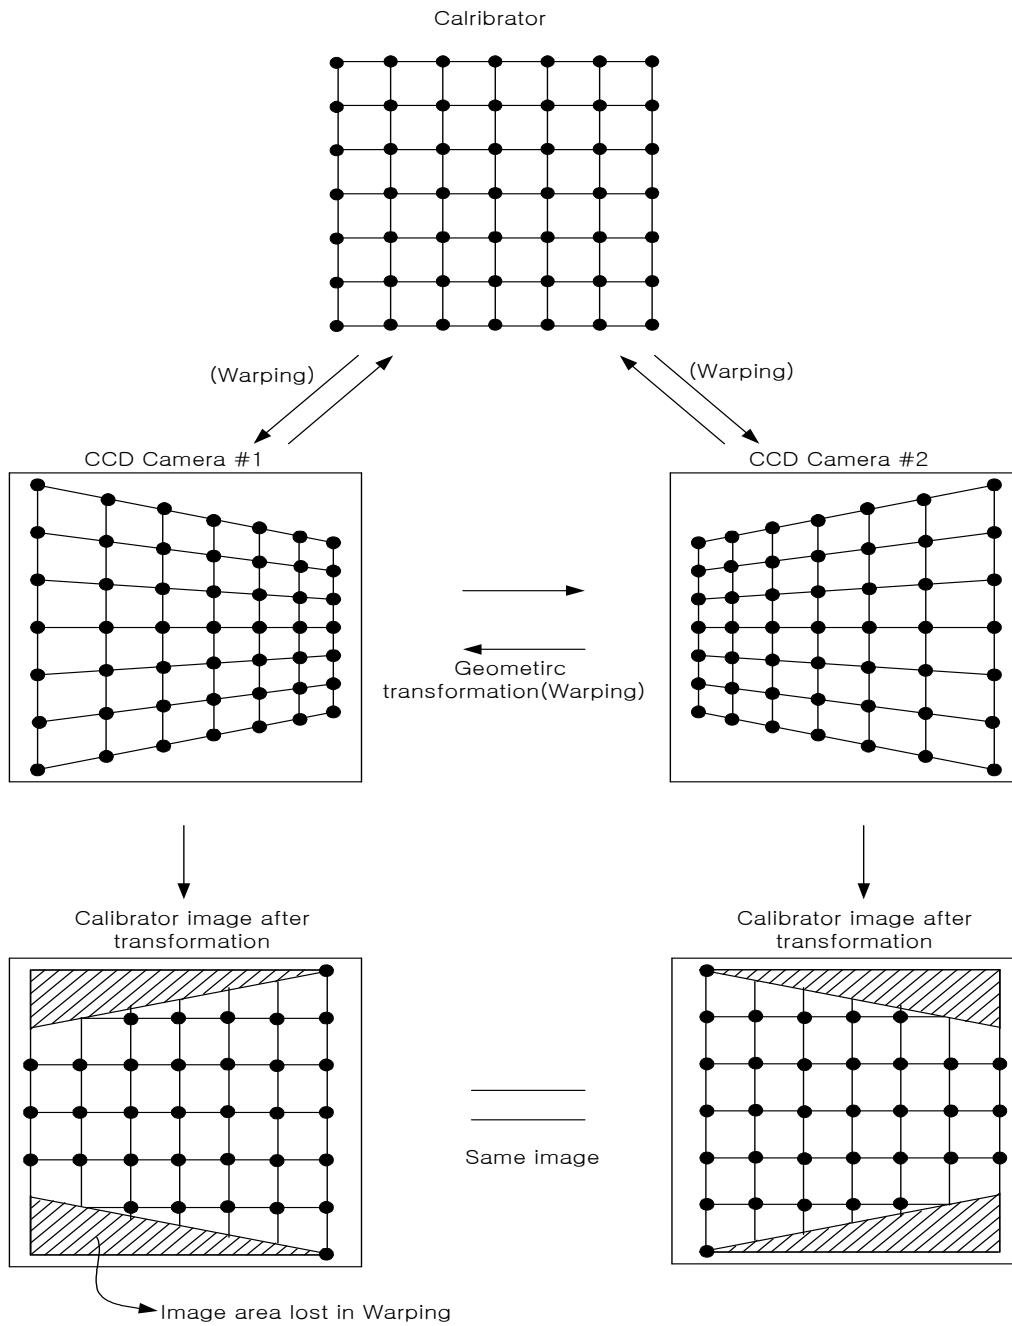 Calribrator
(Warping)
(Warping)
CCD Camera #1
CCD Camera #2
Geometirc
transformation(Warping)
Calibrator image after
transformation
Calibrator image after
transformation
Same image
Image area lost in Warping